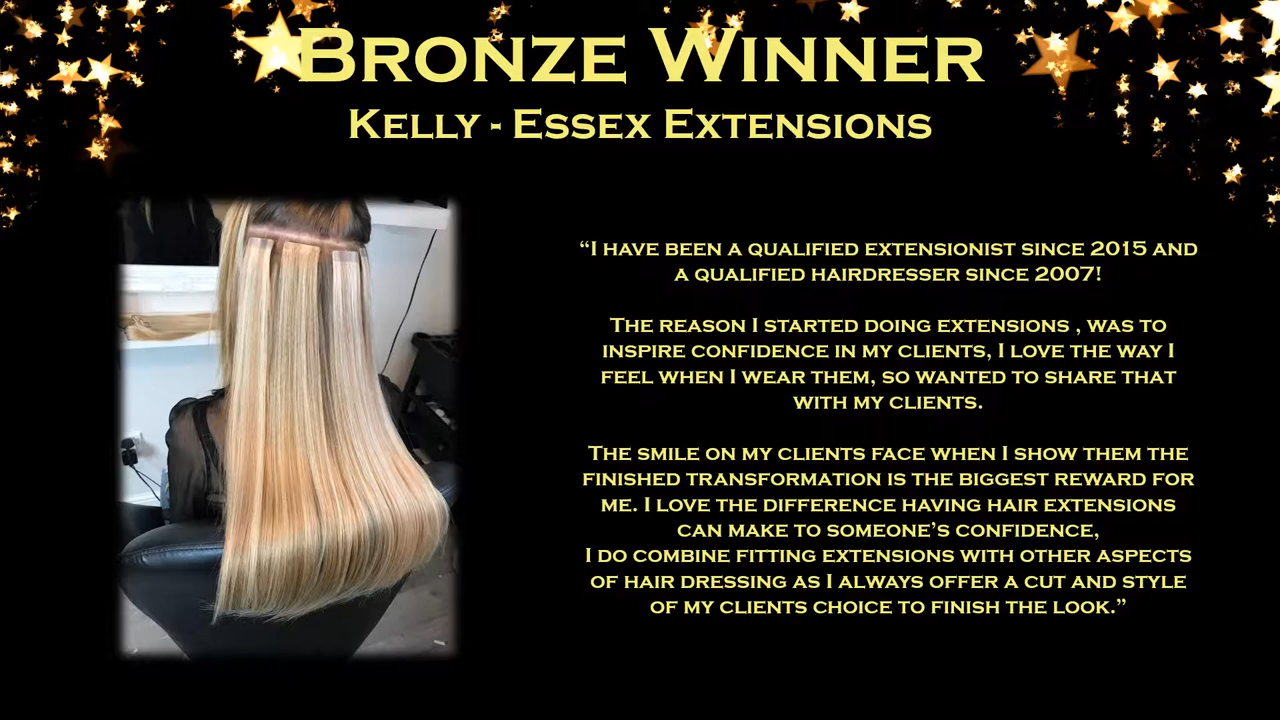 Bronze Winner
Kelly - Essex Extensions
“I have been a qualified extensionist since 2015 and
a qualified hairdresser since 2007!
The reason I started doing extensions , was to
inspire confidence in my clients, I love the way I
feel when I wear them, so wanted to share that
with my clients.
The smile on my clients face when I show them the
finished transformation is the biggest reward for
me. I love the difference having hair extensions
can make to someone’s confidence,
I do combine fitting extensions with other aspects
of hair dressing as I always offer a cut and style
of my clients choice to finish the look.”